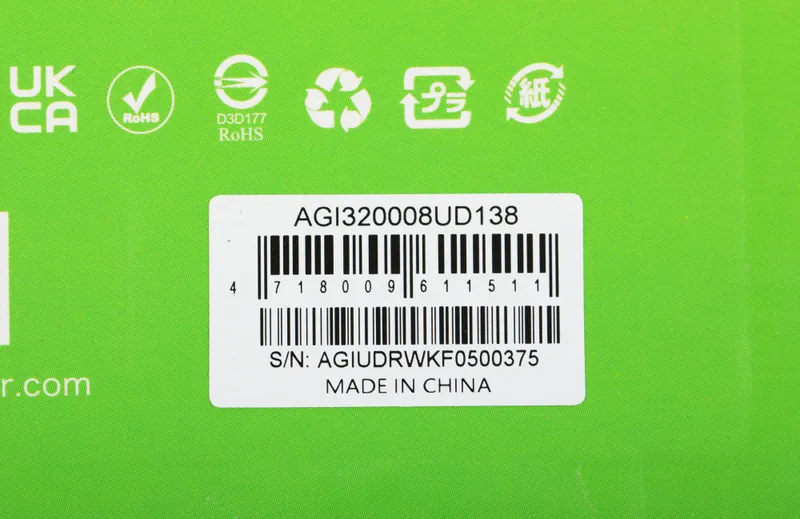 UK
CA
RoHS
D3D177
RoHS
プラ
紙
AGI320008UD138
4 718009 611511
S/N: AGIUDRWKF0500375
MADE IN CHINA
r.com